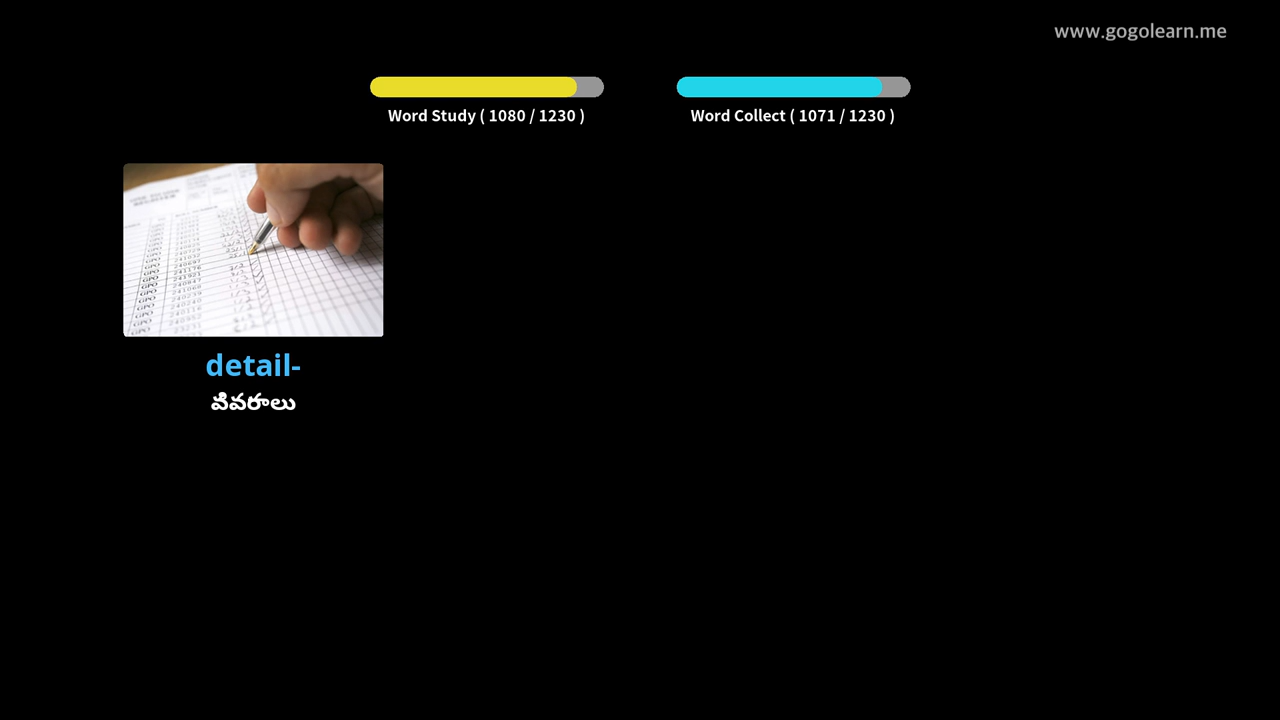 www.gogolearn.me
Word Study ( 1080 / 1230 )
Word Collect ( 1071 / 1230 )
detail-
వివరాలు